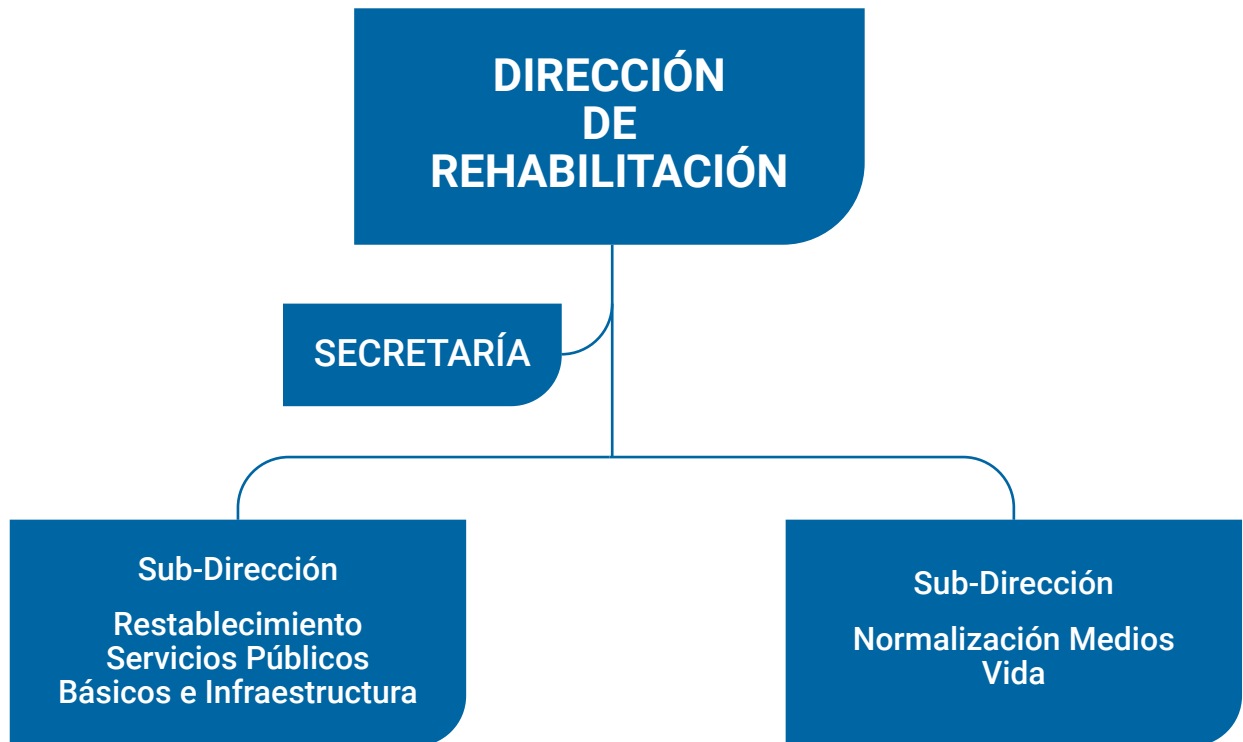 DIRECCIÓN
DE
REHABILITACIÓN
SECRETARÍA
Sub-Dirección
Restablecimiento
Servicios Públicos
Básicos e Infraestructura
Sub-Dirección
Normalización Medios
Vida